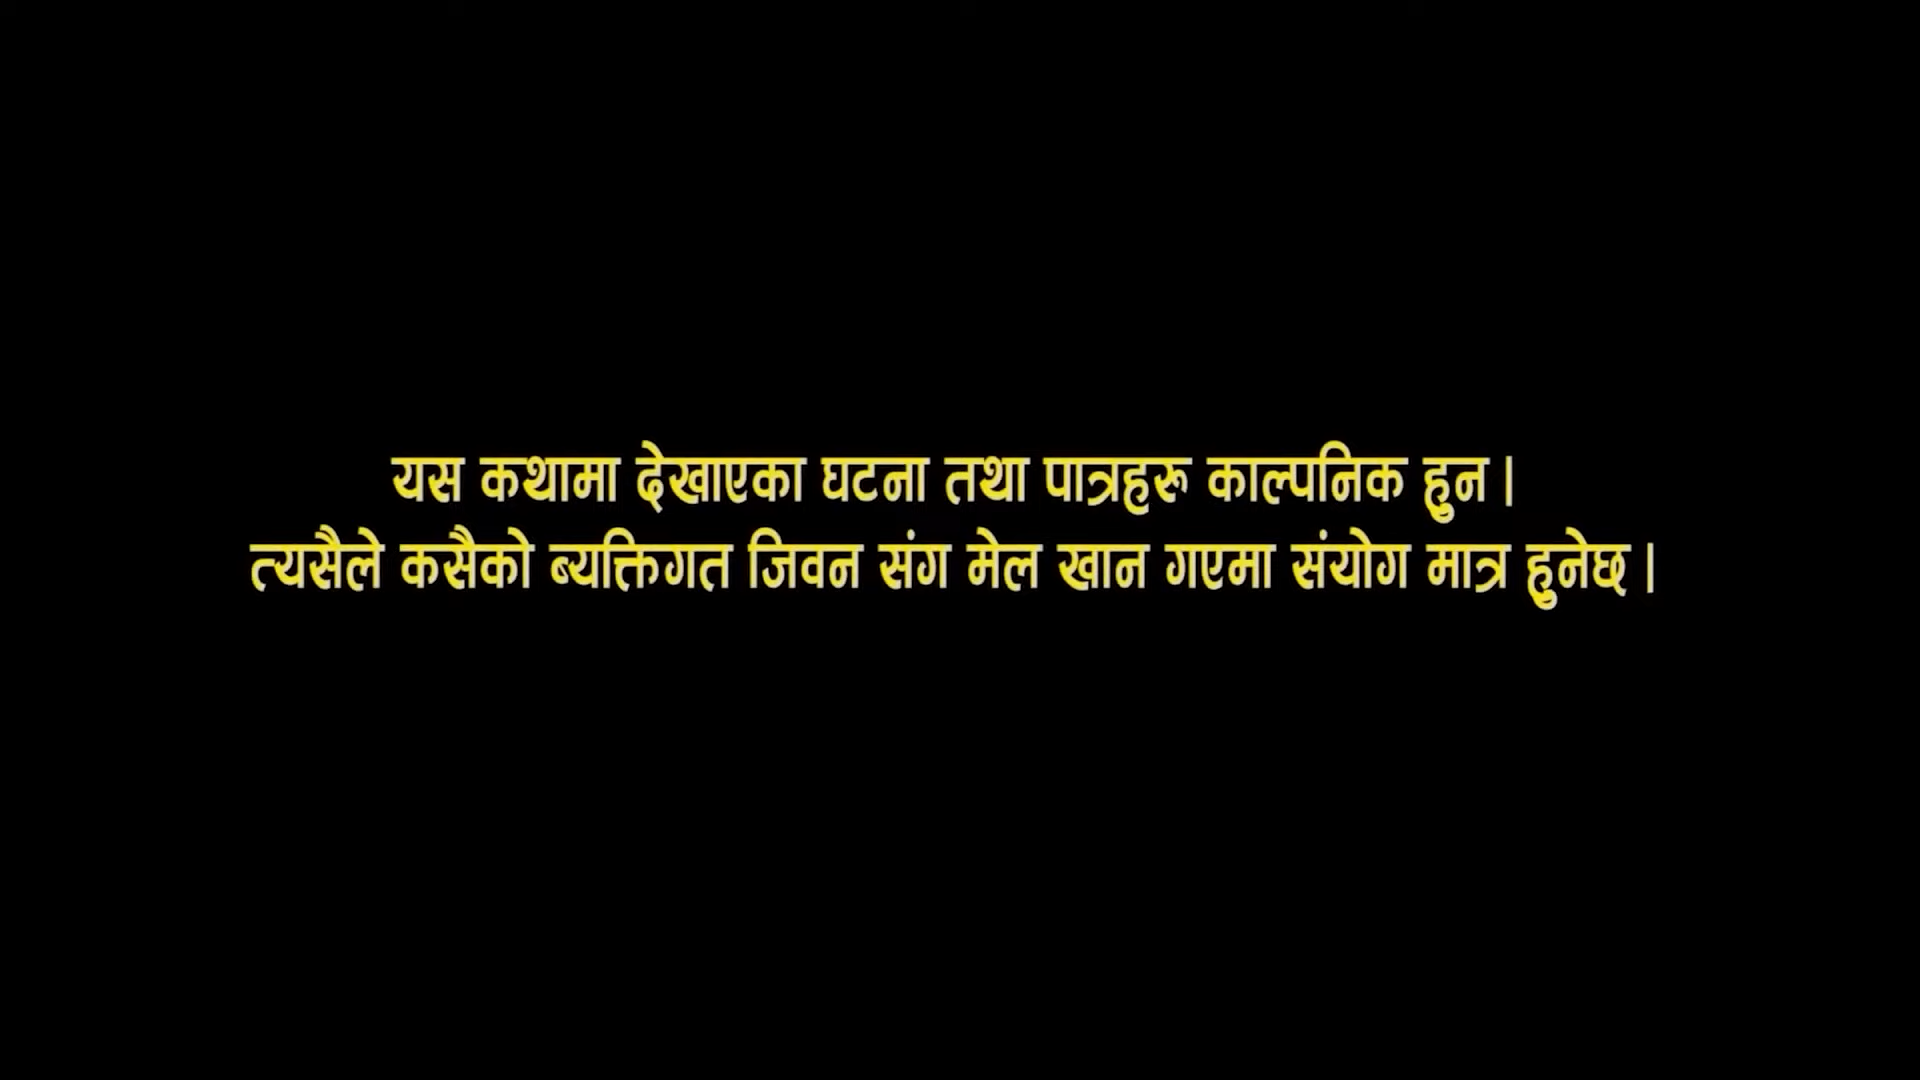 यस कथामा देखाएका घटना तथा पात्रहरू काल्पनिक हुन।
त्यसैले कसैको ब्यक्तिगत जिवन संग मेल खान गएमा संयोग मात्र हुनेछ।